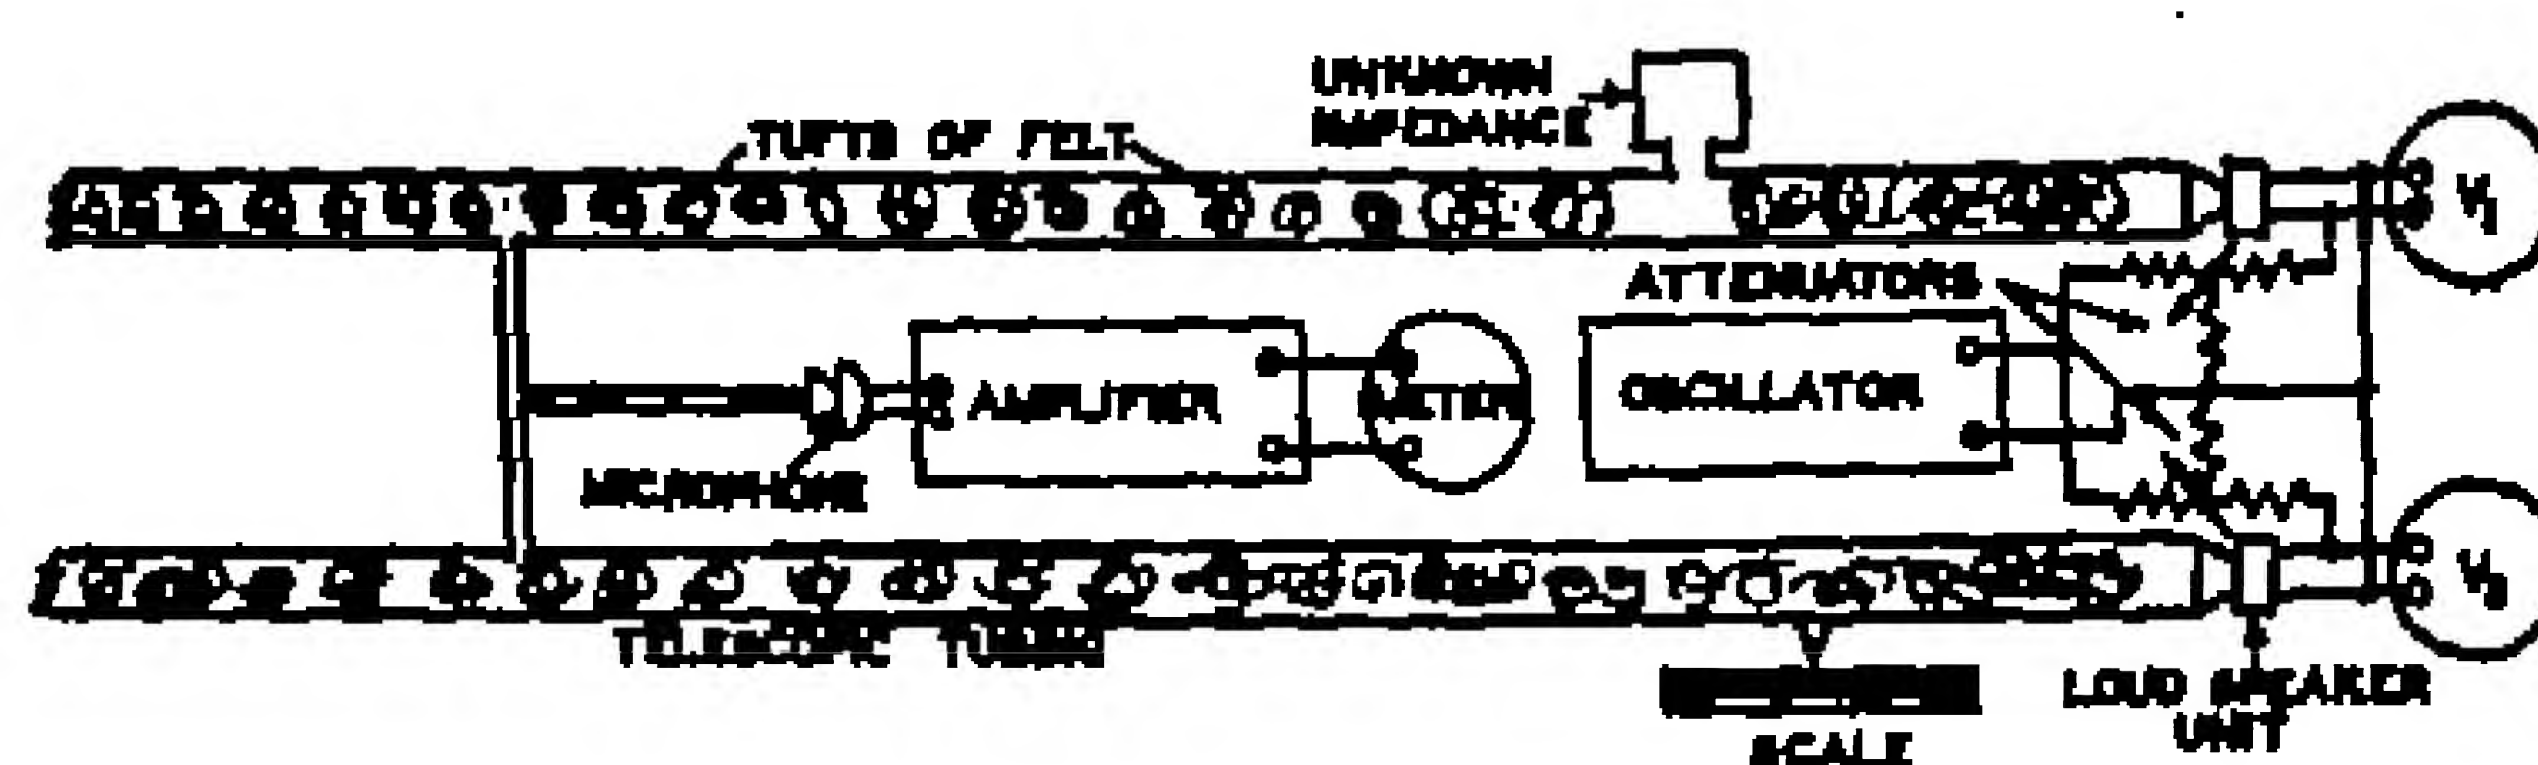 UNKNOWN
IMPEDANCE
TUFTS OF FELT
V1
ATTENUATORS
AMPLIFIER
METER
OSCILLATOR
MICROPHONE
TELESCOPIC TUBING
V2
LOUD SPEAKER
UNIT
SCALE